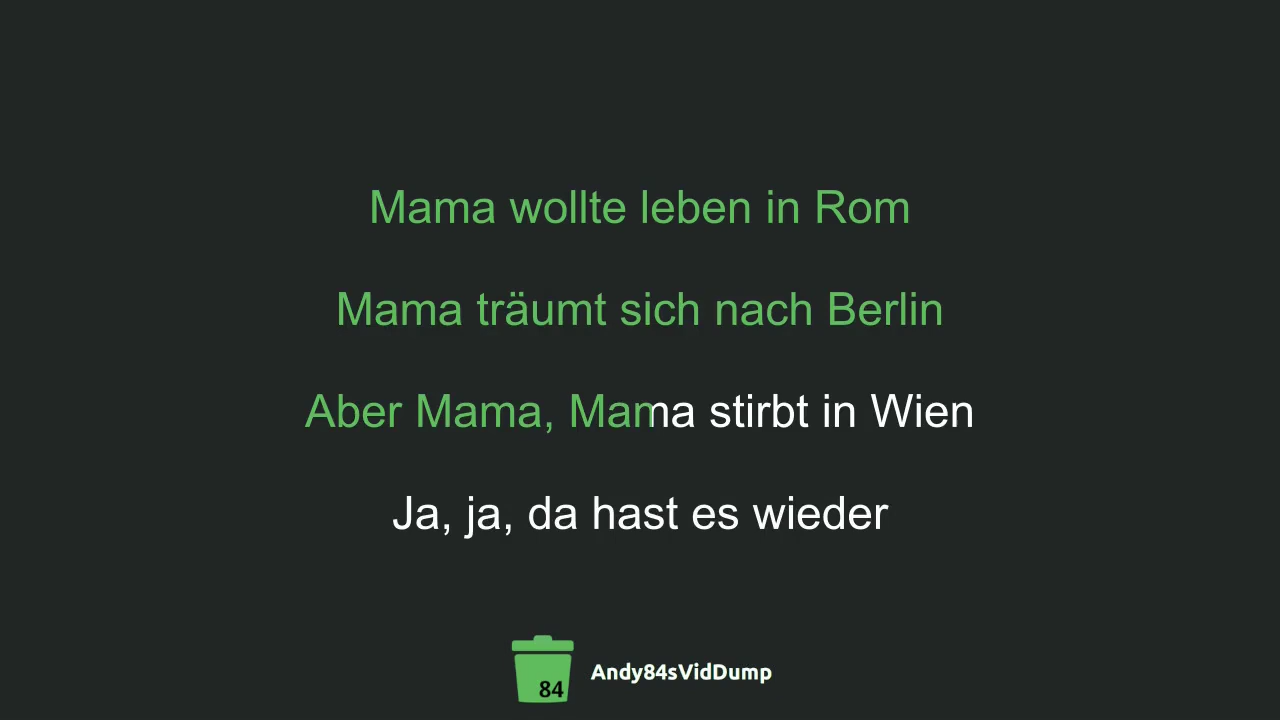 Mama wollte leben in Rom
Mama träumt sich nach Berlin
Aber Mama, Mama stirbt in Wien
Ja, ja, da hast es wieder
84
Andy84sVidDump